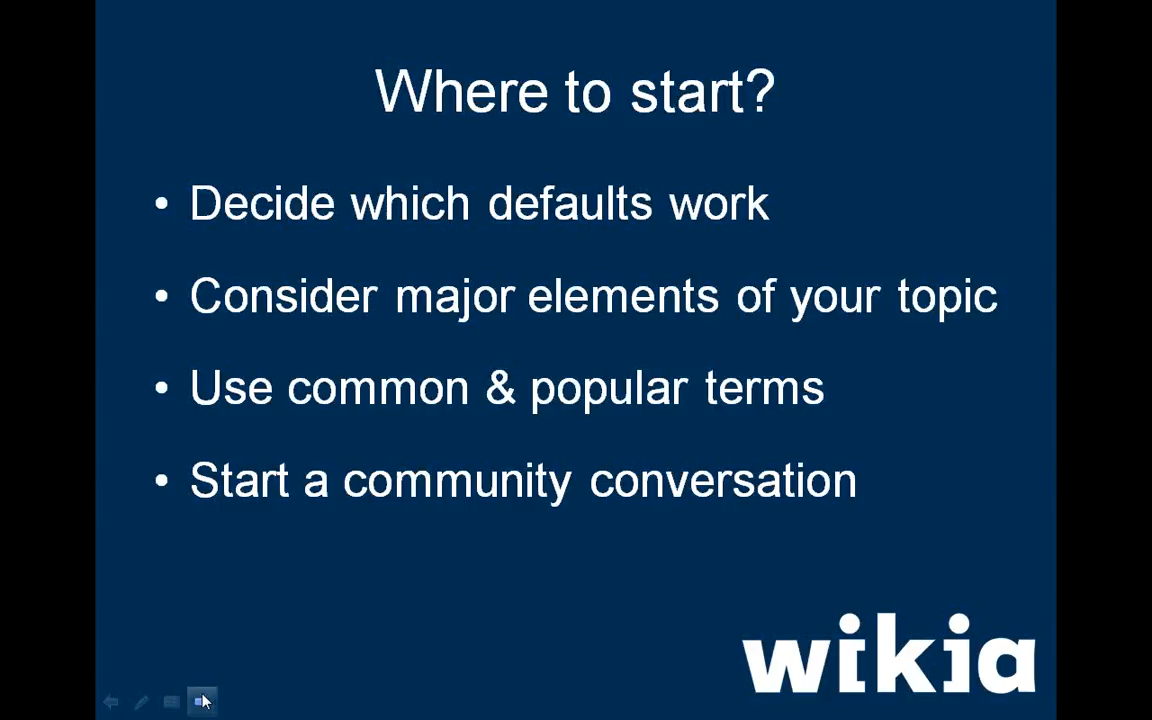 Where to start?
• Decide which defaults work
• Consider major elements of your topic
• Use common & popular terms
• Start a community conversation
wikia